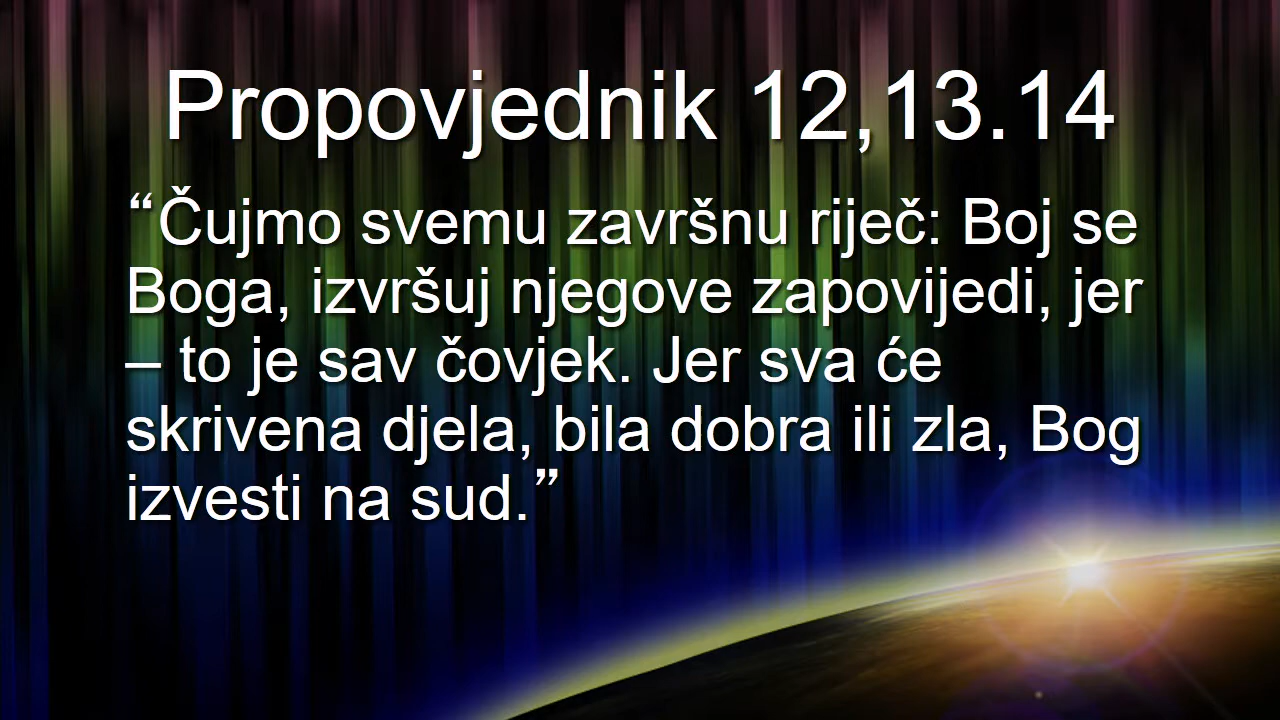 Propovjednik 12,13.14
“Čujmo svemu završnu riječ: Boj se
Boga, izvršuj njegove zapovijedi, jer
– to je sav čovjek. Jer sva će
skrivena djela, bila dobra ili zla, Bog
izvesti na sud.”